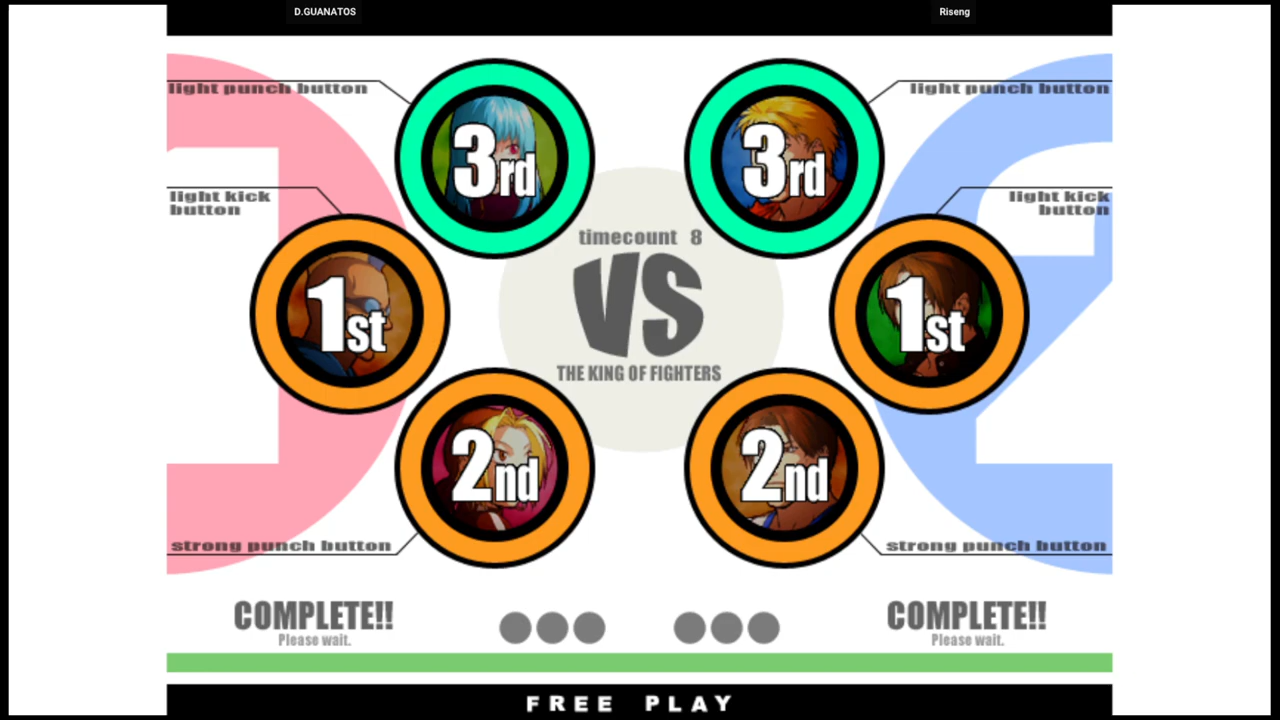 D.GUANATOS
Riseng
light punch button
light punch button
3rd
3rd
light kick
button
light kick
button
timecount 8
VS
THE KING OF FIGHTERS
1st
1st
2nd
2nd
strong punch button
strong punch button
COMPLETE!!
Please wait.
COMPLETE!!
Please wait.
FREE PLAY